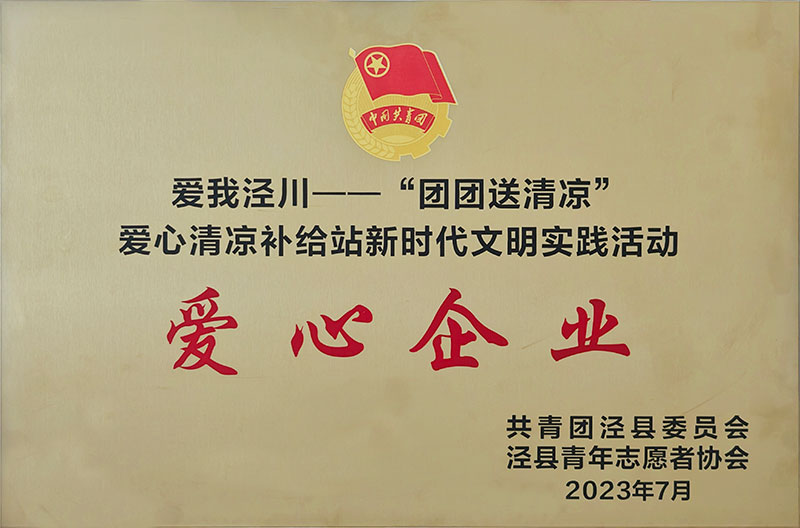 中国共青团
爱我泾川——“团团送清凉”
爱心清凉补给站新时代文明实践活动
爱心企业
共青团泾县委员会
泾县青年志愿者协会
2023年7月